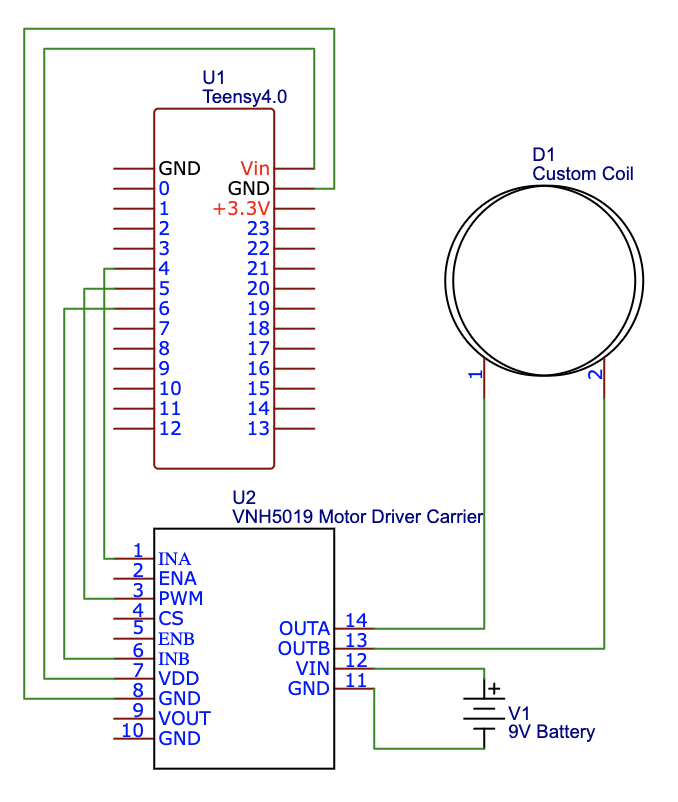 U1
Teensy4.0
GND Vin
0 GND
1 +3.3V
2 23
3 22
4 21
5 20
6 19
7 18
8 17
9 16
10 15
11 14
12 13
D1
Custom Coil
1 2
U2
VNH5019 Motor Driver Carrier
1 INA
2 ENA
3 PWM
4 CS
5 ENB
6 INB
7 VDD
8 GND
9 VOUT
10 GND
OUTA 14
OUTB 13
VIN 12
GND 11
+
V1
9V Battery